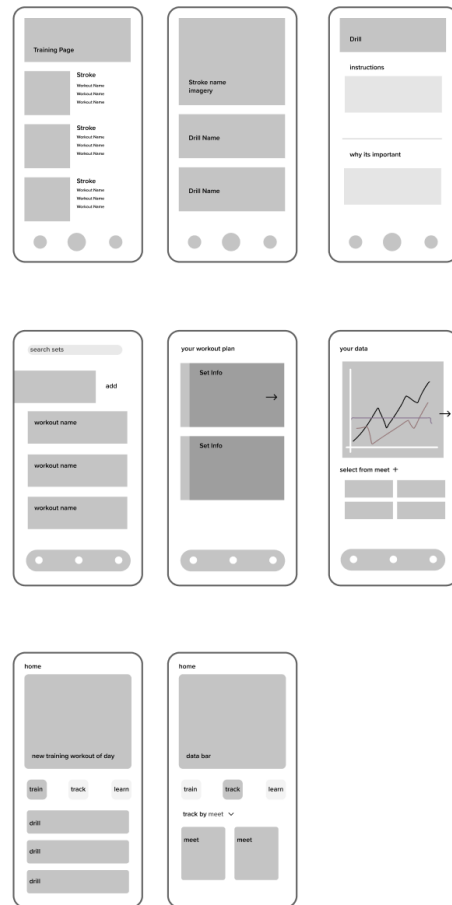 Training Page
Stroke
Workout Name
Workout Name
Workout Name
Stroke
Workout Name
Workout Name
Workout Name
Stroke
Workout Name
Workout Name
Workout Name
Stroke name
imagery
Drill Name
Drill Name
Drill
instructions
why its important
search sets
add
workout name
workout name
workout name
your workout plan
Set Info
Set Info
your data
select from meet +
home
new training workout of day
train track learn
drill
drill
drill
home
data bar
train track learn
track by meet
meet meet